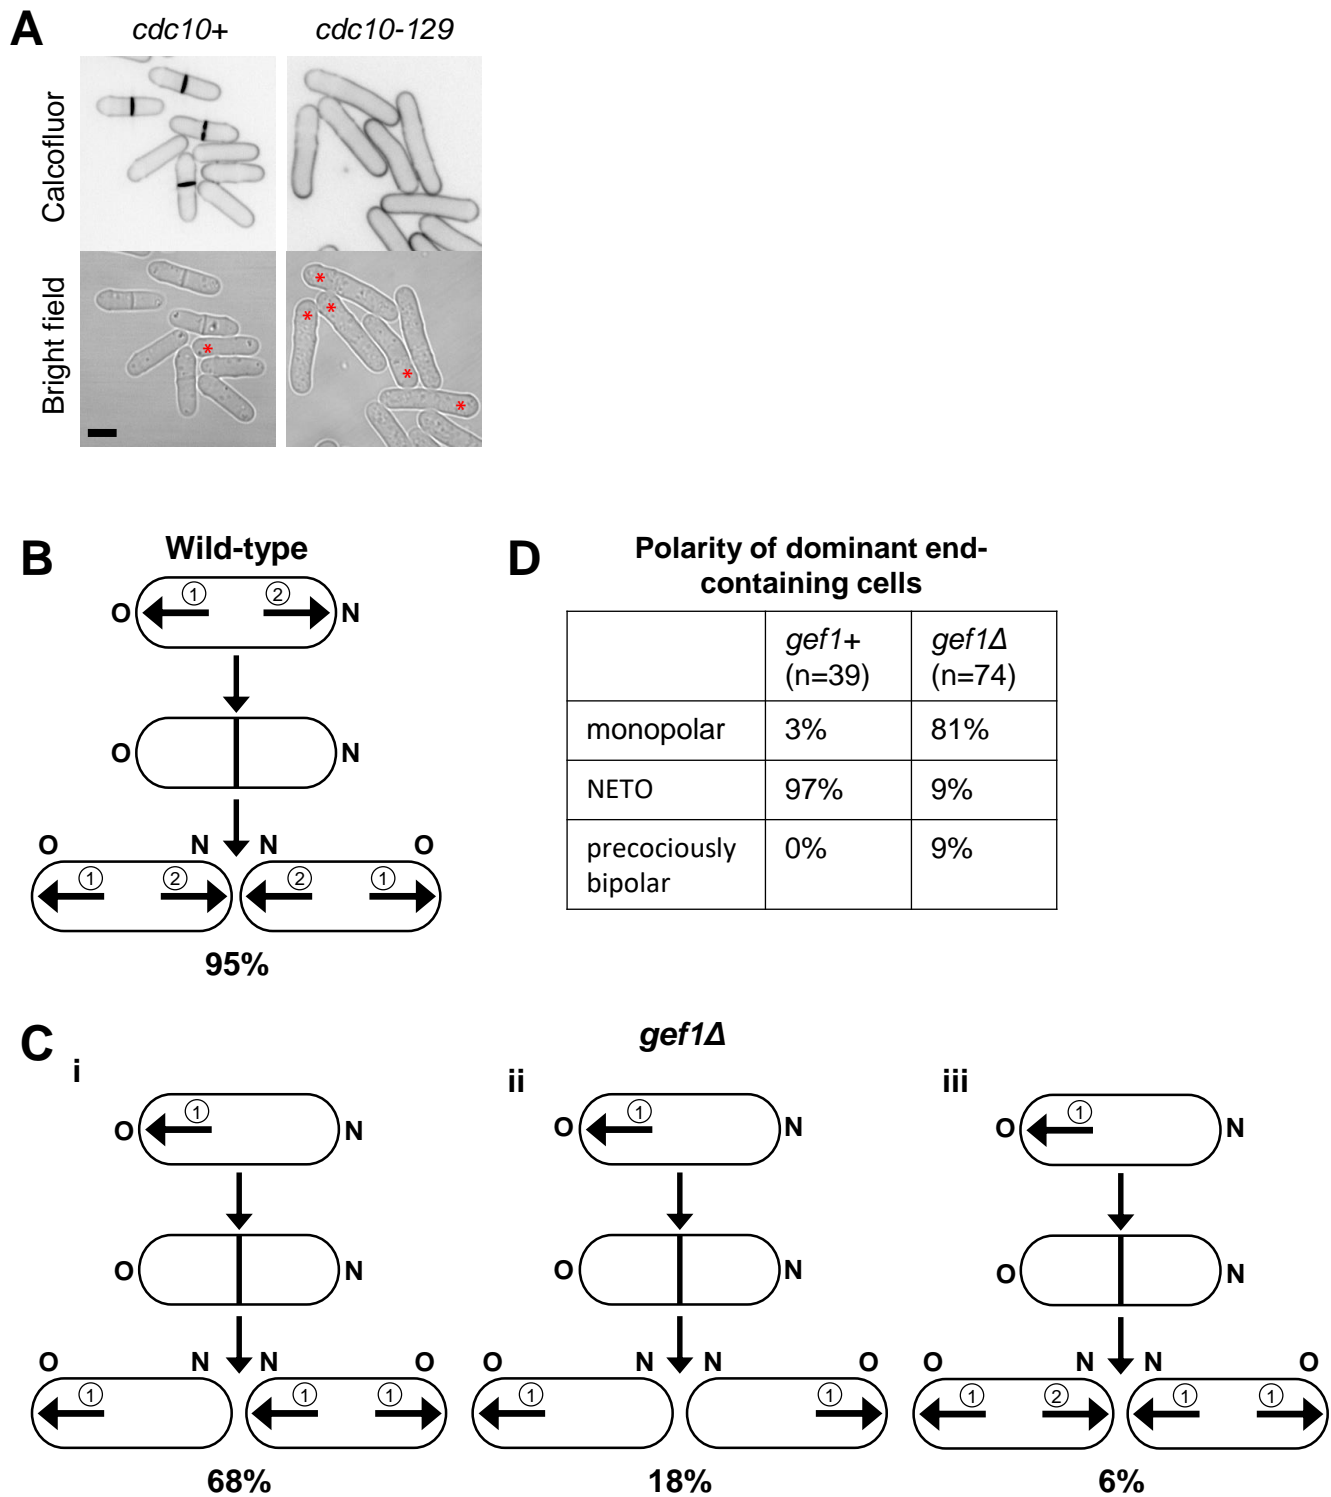 A
cdc10+
cdc10-129
Calcofluor
Bright field
*
* * * * *
B
Wild-type
O ① ② N
O N
O N N O
① ② ② ①
95%
D
Polarity of dominant end-
containing cells
gef1+ gef1Δ
(n=39) (n=74)
monopolar 3% 81%
NETO 97% 9%
precociously 0% 9%
bipolar
C
gef1Δ
i
O ① N
O N
O N N O
① ① ①
68%
ii
O ① N
O N
O N N O
① ①
18%
iii
O ① N
O N
O N N O
① ② ① ①
6%